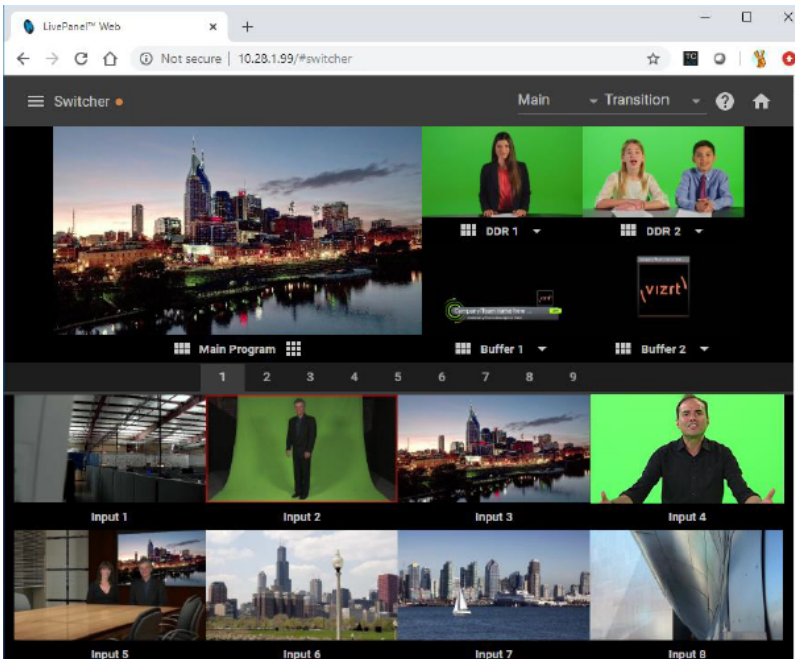 LivePanel™ Web
Not secure | 10.28.1.99/#switcher
TC
Switcher
Main
Transition
DDR 1
DDR 2
vizrt
Main Program
Buffer 1
Buffer 2
1 2 3 4 5 6 7 8 9
Input 1
Input 2
Input 3
Input 4
Input 5
Input 6
Input 7
Input 8